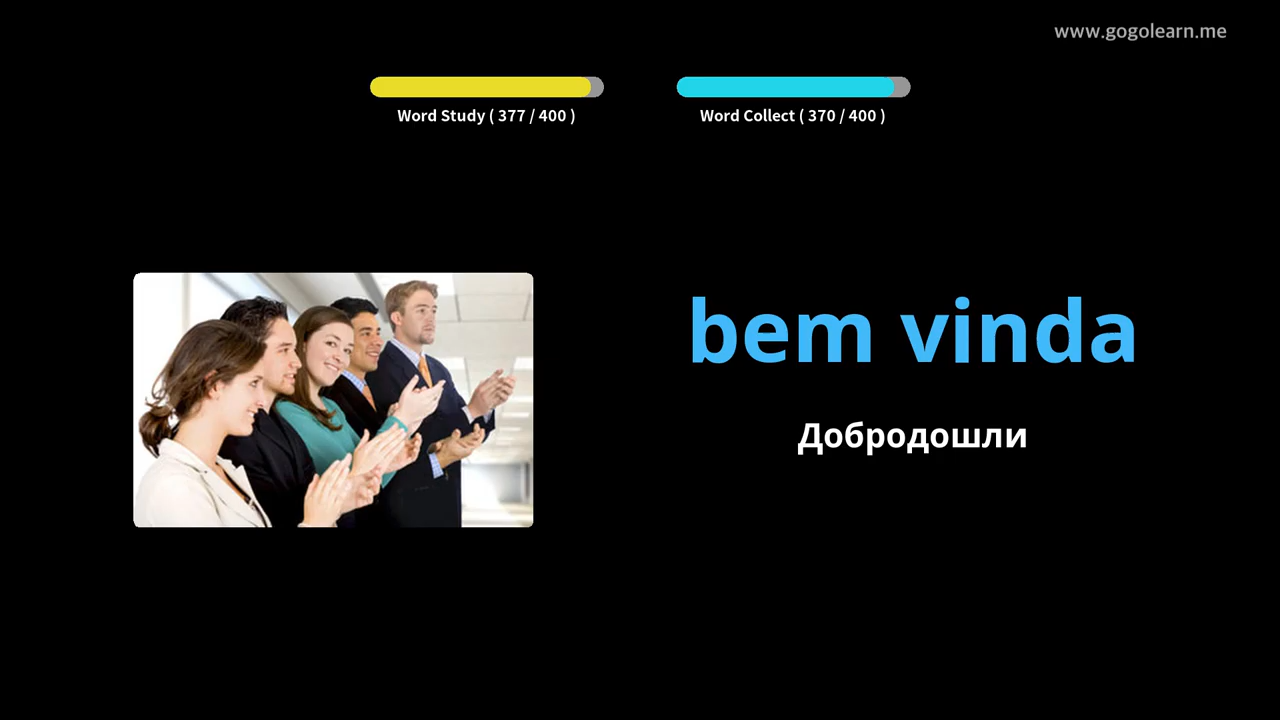 www.gogolearn.me
Word Study ( 377 / 400 )
Word Collect ( 370 / 400 )
bem vinda
Добродошли